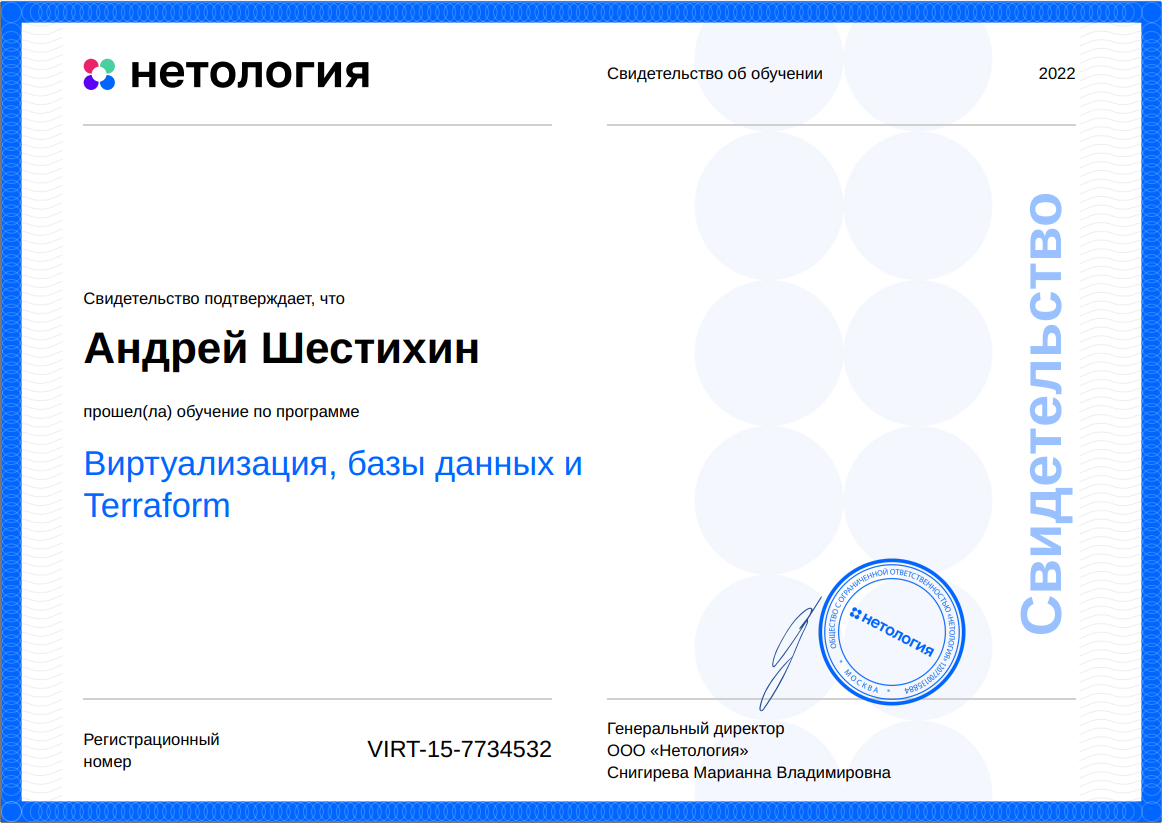 нетология
Свидетельство об обучении
2022
Свидетельство подтверждает, что
Андрей Шестихин
прошел(ла) обучение по программе
Виртуализация, базы данных и
Terraform
Свидетельство
ОБЩЕСТВО С ОГРАНИЧЕННОЙ ОТВЕТСТВЕННОСТЬЮ «НЕТОЛОГИЯ» 1207700135884
* МОСКВА *
нетология
Регистрационный
номер
VIRT-15-7734532
Генеральный директор
ООО «Нетология»
Снигирева Марианна Владимировна